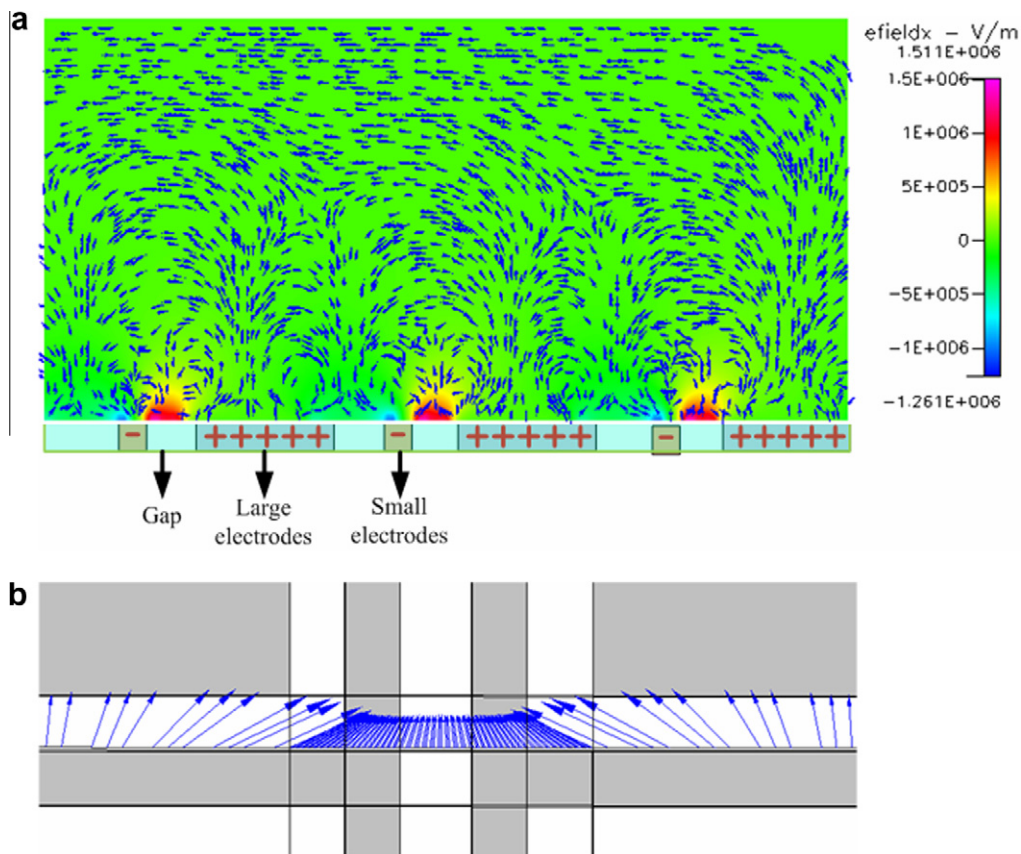 a
efieldx - V/m
1.511E+006
1.5E+006
1E+006
5E+005
0
-5E+005
-1E+006
-1.261E+006
- + + + + + - + + + + + - + + + + +
Gap
Large electrodes
Small electrodes
b